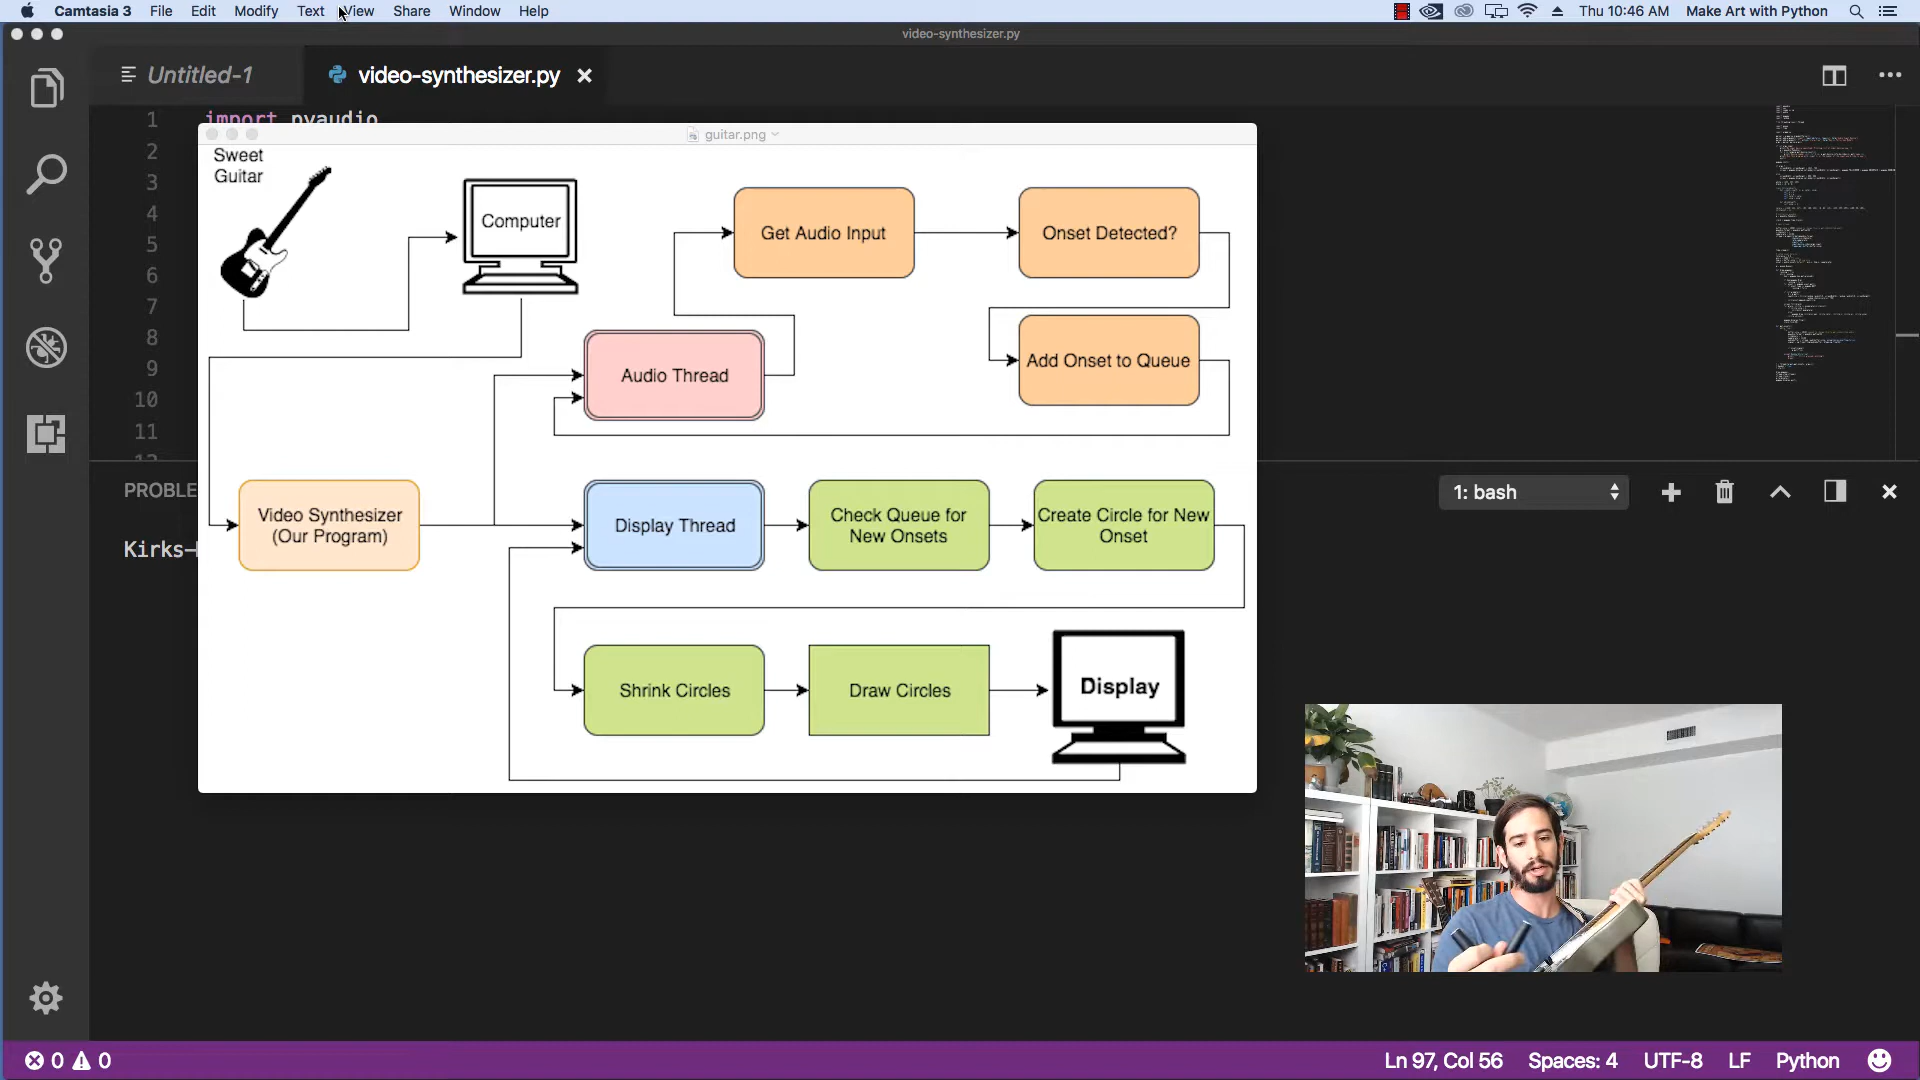 Camtasia 3 File Edit Modify Text View Share Window Help
Thu 10:46 AM Make Art with Python
video-synthesizer.py
Untitled-1
video-synthesizer.py
1 import pyaudio
guitar.png
2
3
4
5
6
7
8
9
10
11
Sweet
Guitar
Computer
Get Audio Input
Onset Detected?
Audio Thread
Add Onset to Queue
Video Synthesizer
(Our Program)
Display Thread
Check Queue for
New Onsets
Create Circle for New
Onset
Shrink Circles
Draw Circles
Display
PROBLE
1: bash
Kirks-
0 0
Ln 97, Col 56 Spaces: 4 UTF-8 LF Python